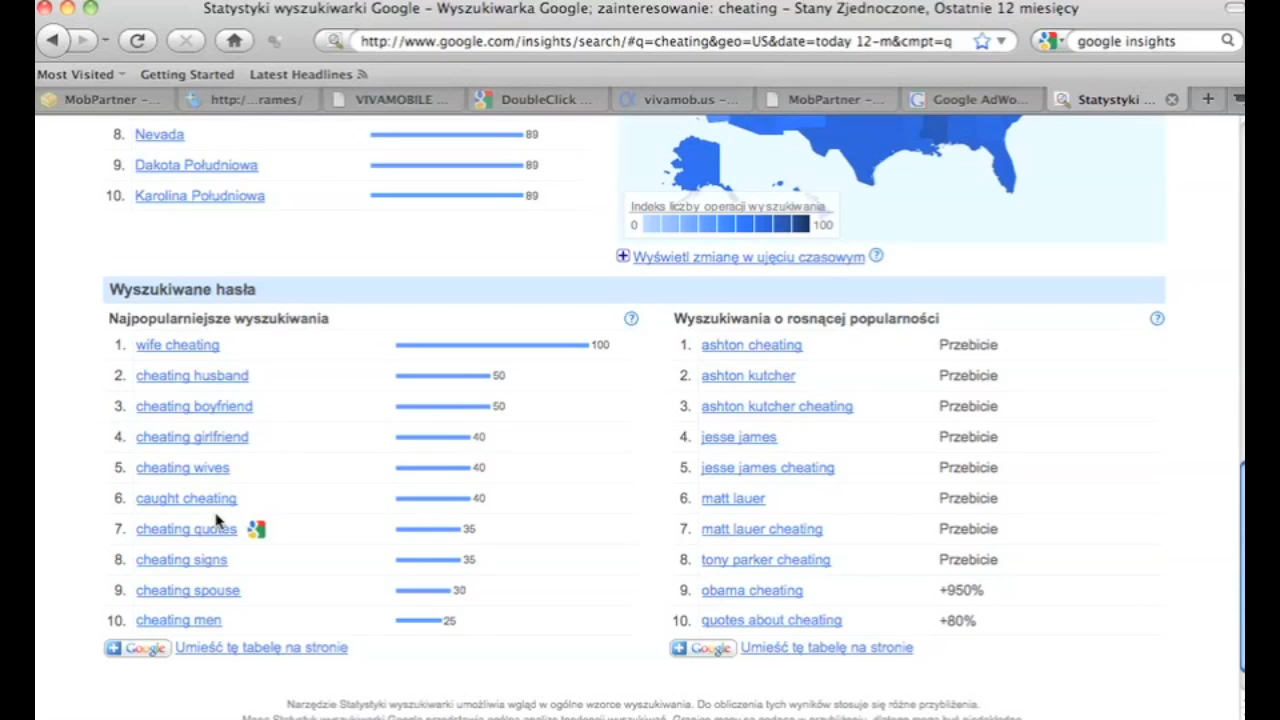 Statystyki wyszukiwarki Google - Wyszukiwarka Google; zainteresowanie: cheating - Stany Zjednoczone, Ostatnie 12 miesięcy
http://www.google.com/insights/search/#q=cheating&geo=US&date=today 12-m&cmpt=q
google insights
Most Visited Getting Started Latest Headlines
MobPartner -... http:/...rames/ VIVAMOBILE ... DoubleClick ... vivamob.us -... MobPartner -... Google AdWo... Statystyki ...
8. Nevada 89
9. Dakota Południowa 89
10. Karolina Południowa 89
Indeks liczby operacji wyszukiwania
0 100
Wyświetl zmianę w ujęciu czasowym
Wyszukiwane hasła
Najpopularniejsze wyszukiwania
1. wife cheating 100
2. cheating husband 50
3. cheating boyfriend 50
4. cheating girlfriend 40
5. cheating wives 40
6. caught cheating 40
7. cheating quotes 35
8. cheating signs 35
9. cheating spouse 30
10. cheating men 25
Google Umieść tę tabelę na stronie
Wyszukiwania o rosnącej popularności
1. ashton cheating Przebicie
2. ashton kutcher Przebicie
3. ashton kutcher cheating Przebicie
4. jesse james Przebicie
5. jesse james cheating Przebicie
6. matt lauer Przebicie
7. matt lauer cheating Przebicie
8. tony parker cheating Przebicie
9. obama cheating +950%
10. quotes about cheating +80%
Google Umieść tę tabelę na stronie
Narzędzie Statystyki wyszukiwarki umożliwia wgląd w ogólne wzorce wyszukiwania. Do obliczenia tych wyników stosuje się różne przybliżenia.